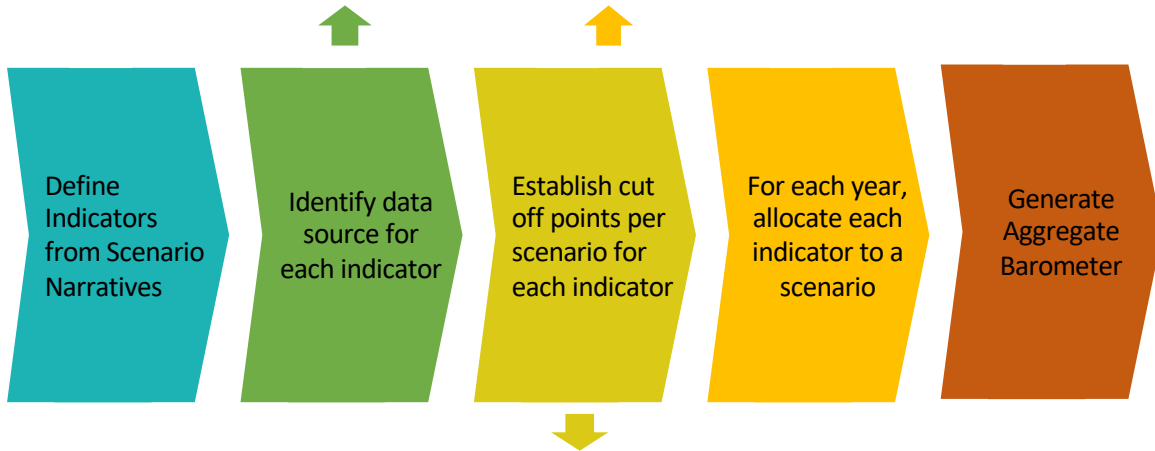 Define
Indicators
from Scenario
Narratives
Identify data
source for
each indicator
Establish cut
off points per
scenario for
each indicator
For each year,
allocate each
indicator to a
scenario
Generate
Aggregate
Barometer